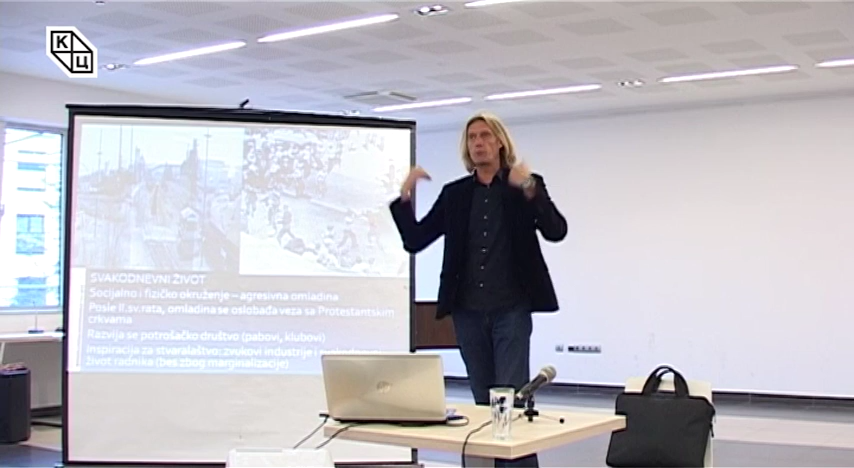 К
Ц
SVAKODNEVNI ŽIVOT
Socijalno i fizičko okruženje – agresivna omladina
Posle II.sv.rata, omladina se oslobađa veza sa Protestantskim
crkvama
Razvija se potrošačko društvo (pabovi, klubovi)
Inspiracija za stvaralaštvo: zvukovi industrije i
život radnika (bes zbog marginalizacije)
hp